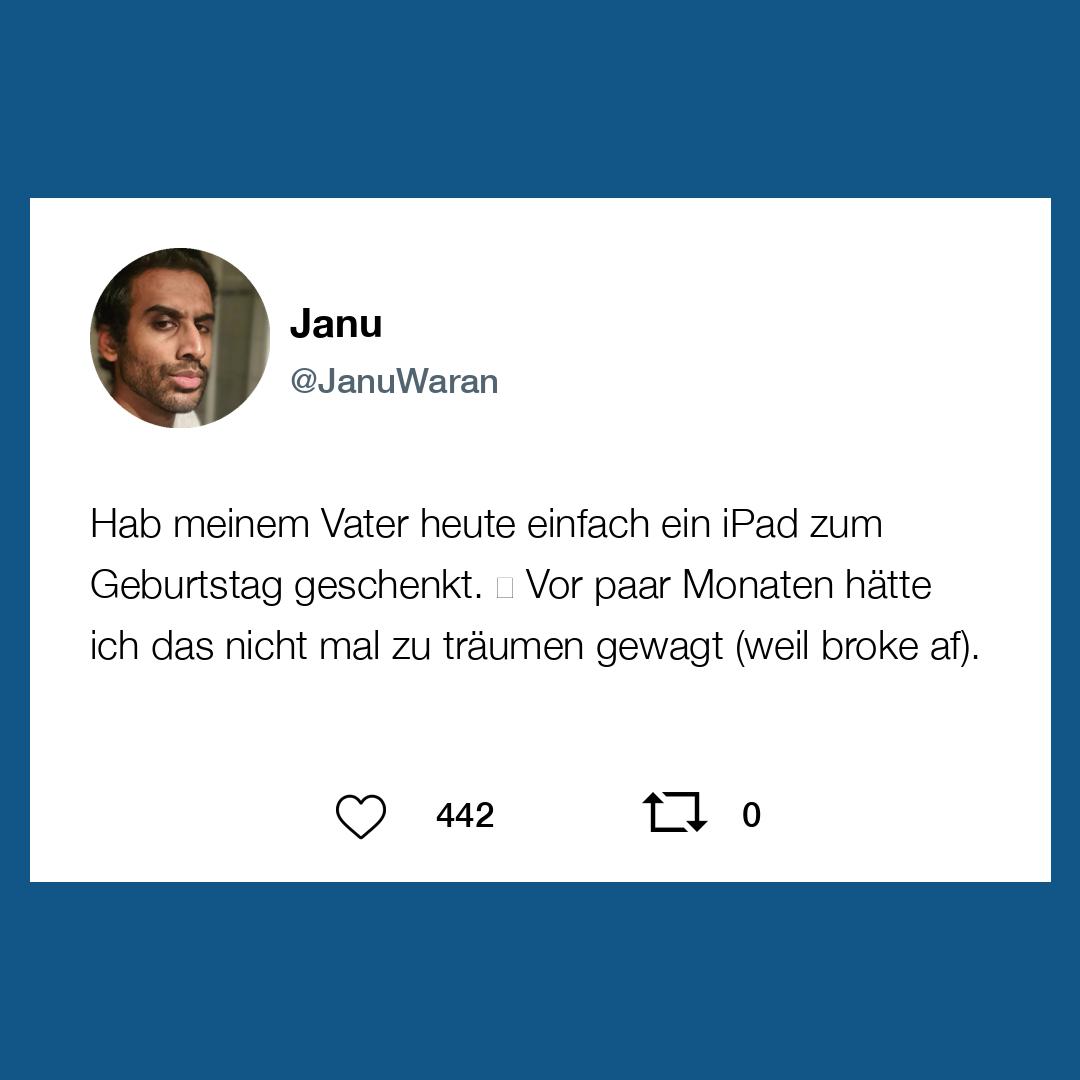 Janu
@JanuWaran
Hab meinem Vater heute einfach ein iPad zum
Geburtstag geschenkt. Vor paar Monaten hätte
ich das nicht mal zu träumen gewagt (weil broke af).
442 0